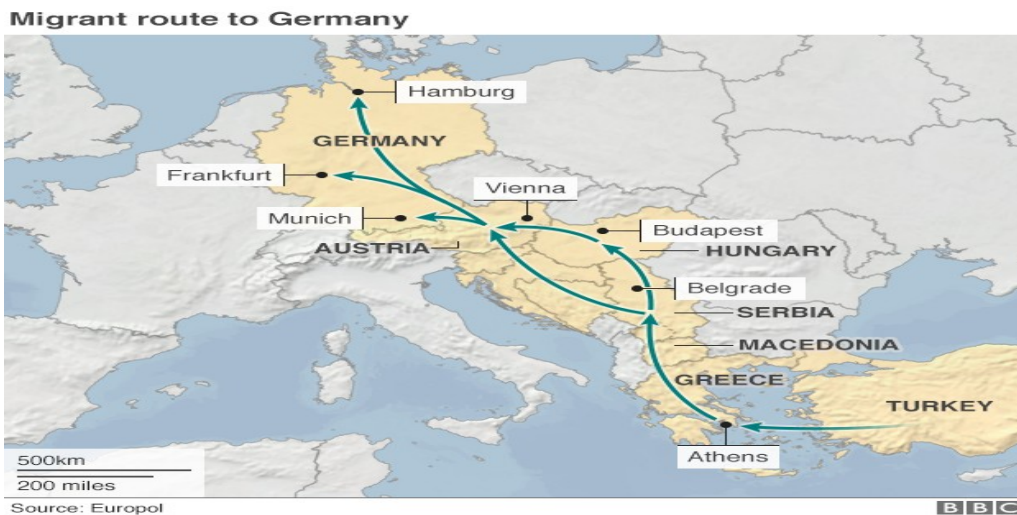 Migrant route to Germany
Hamburg
GERMANY
Frankfurt
Vienna
Munich
Budapest
AUSTRIA
HUNGARY
Belgrade
SERBIA
MACEDONIA
GREECE
TURKEY
Athens
500km
200 miles
Source: Europol
BBC